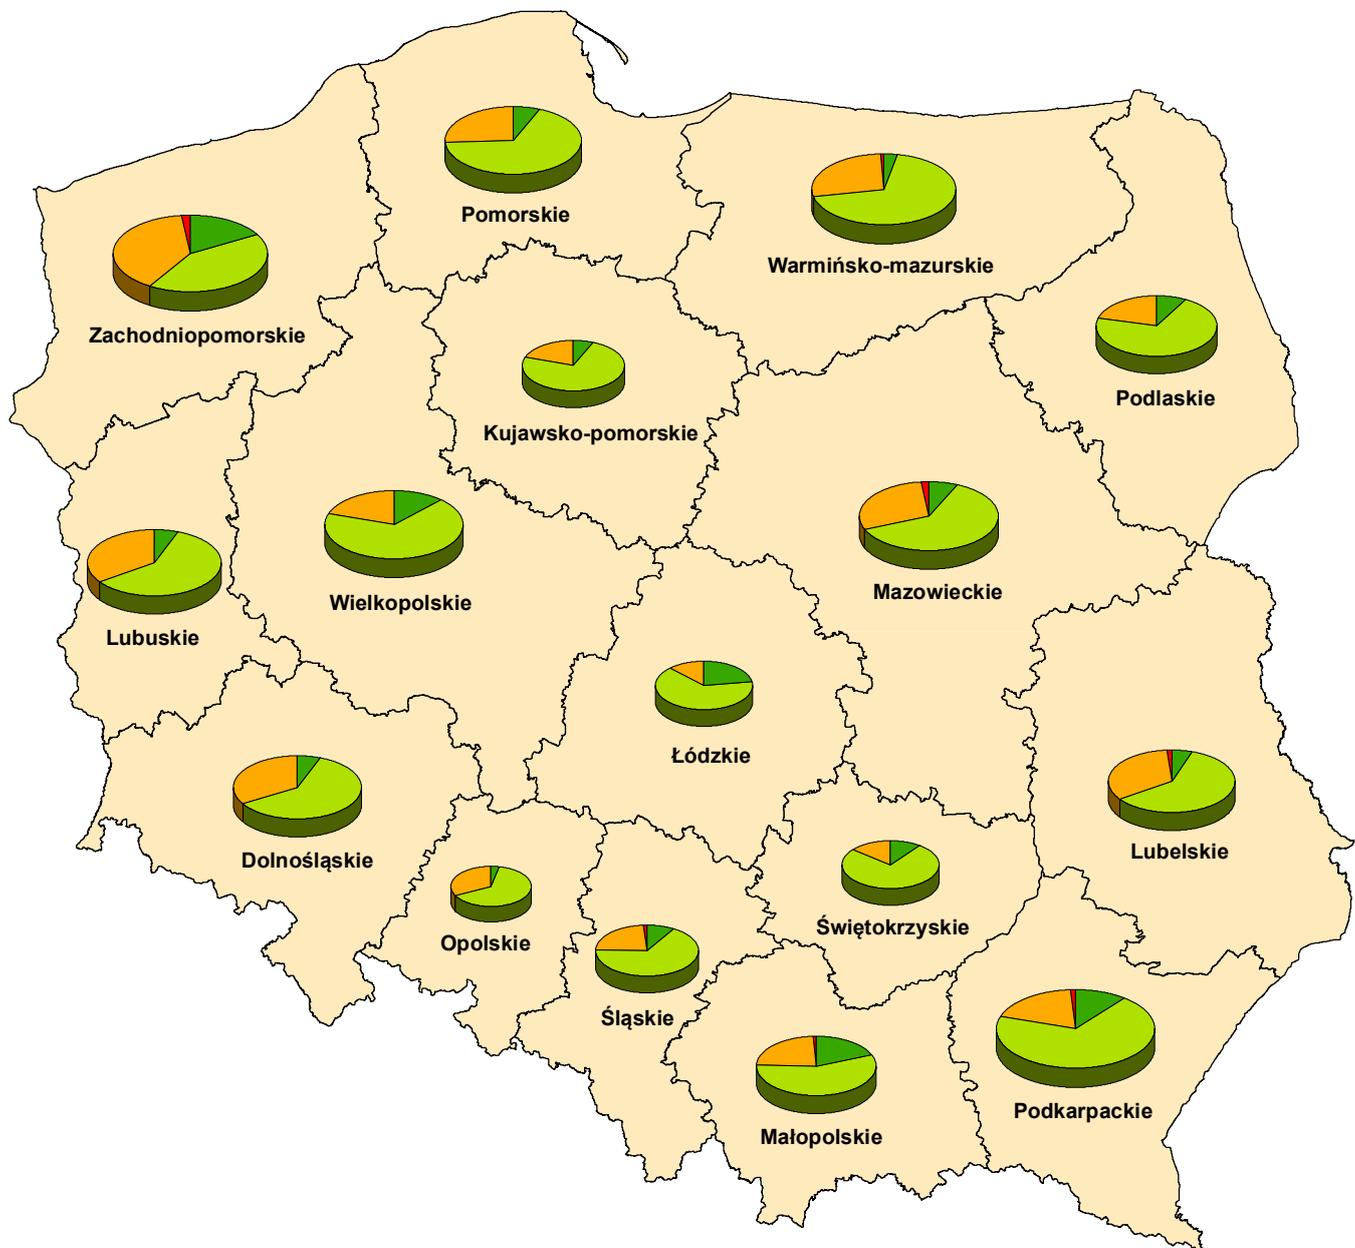 Pomorskie
Warmińsko-mazurskie
Zachodniopomorskie
Podlaskie
Kujawsko-pomorskie
Mazowieckie
Wielkopolskie
Lubuskie
Łódzkie
Lubelskie
Dolnośląskie
Świętokrzyskie
Opolskie
Śląskie
Podkarpackie
Małopolskie